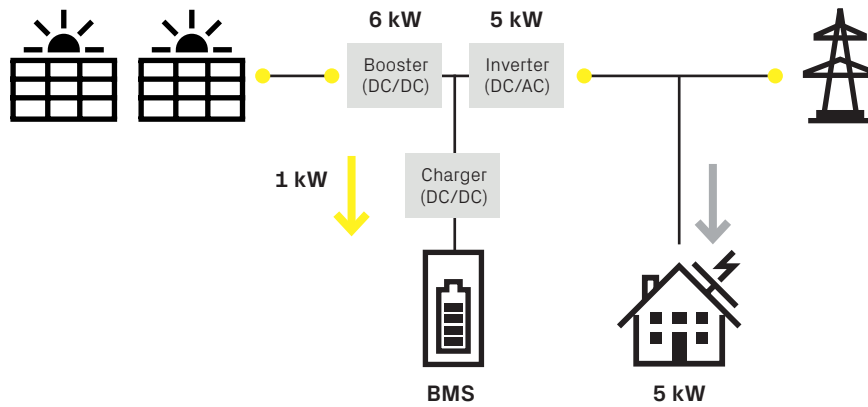 6 kW
5 kW
Booster
(DC/DC)
Inverter
(DC/AC)
1 kW
Charger
(DC/DC)
BMS
5 kW